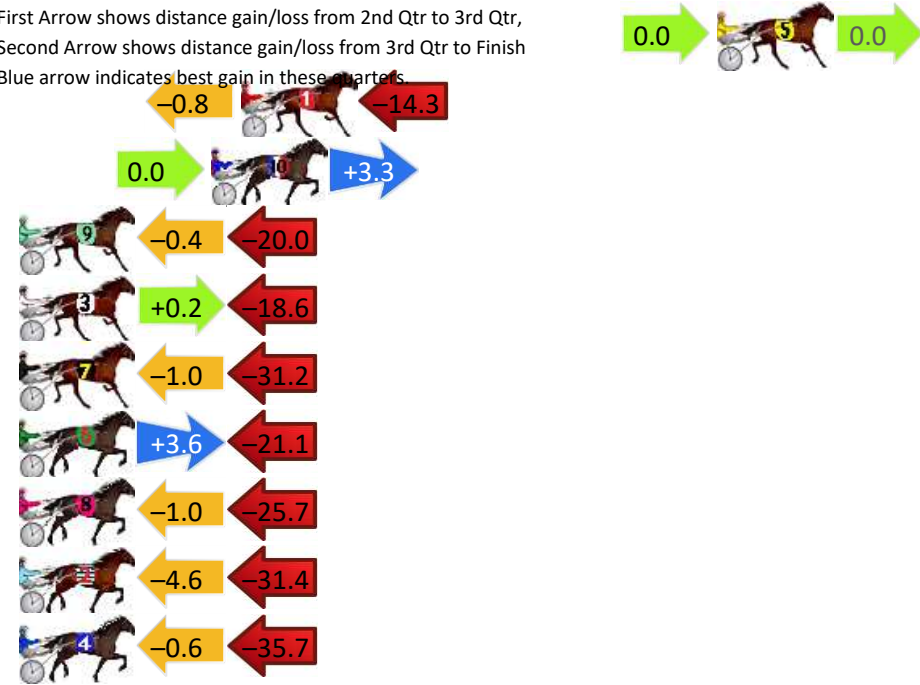 First Arrow shows distance gain/loss from 2nd Qtr to 3rd Qtr,
Second Arrow shows distance gain/loss from 3rd Qtr to Finish
Blue arrow indicates best gain in these quarters.
0.0 5 0.0
–0.8 1 –14.3
0.0 10 +3.3
9 –0.4 –20.0
3 +0.2 –18.6
7 –1.0 –31.2
6 +3.6 –21.1
8 –1.0 –25.7
2 –4.6 –31.4
4 –0.6 –35.7